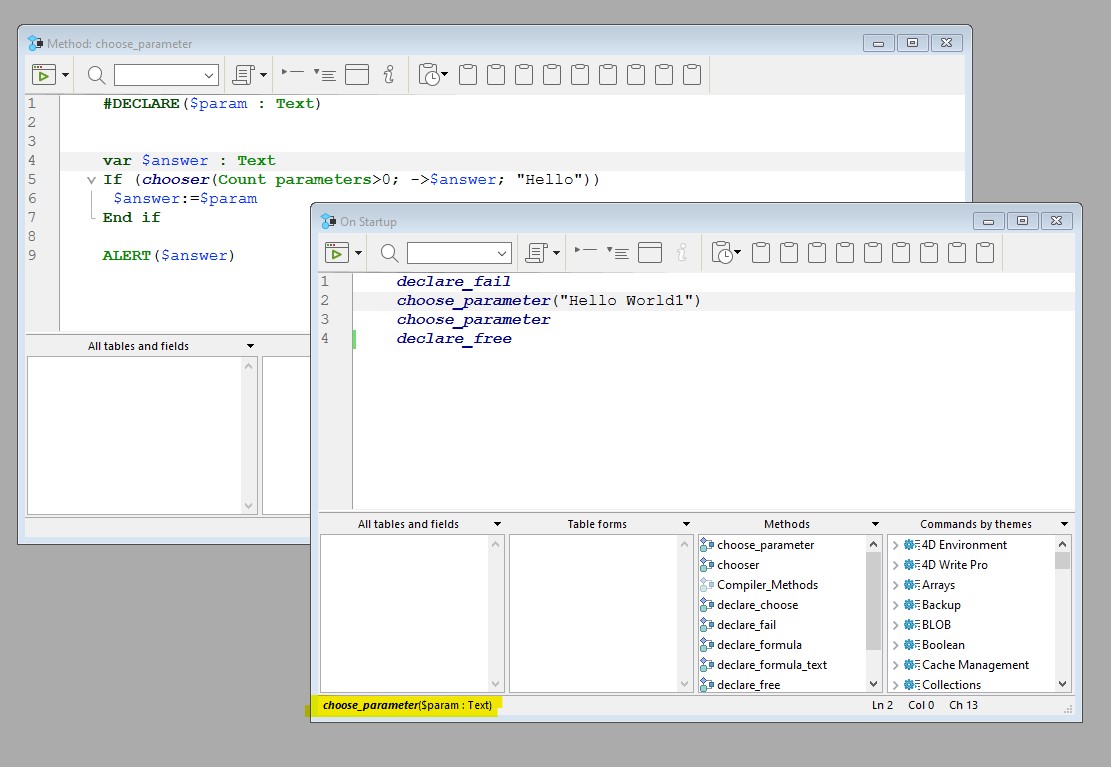 Method: choose_parameter
1 #DECLARE($param : Text)
2
3
4 var $answer : Text
5 If (chooser(Count parameters>0; ->$answer; "Hello"))
6 $answer:=$param
7 End if
8
9 ALERT($answer)
All tables and fields
On Startup
1 declare_fail
2 choose_parameter("Hello World1")
3 choose_parameter
4 declare_free
All tables and fields Table forms Methods Commands by themes
choose_parameter
chooser
Compiler_Methods
declare_choose
declare_fail
declare_formula
declare_formula_text
declare_free
4D Environment
4D Write Pro
Arrays
Backup
BLOB
Boolean
Cache Management
Collections
choose_parameter($param : Text) Ln 2 Col 0 Ch 13